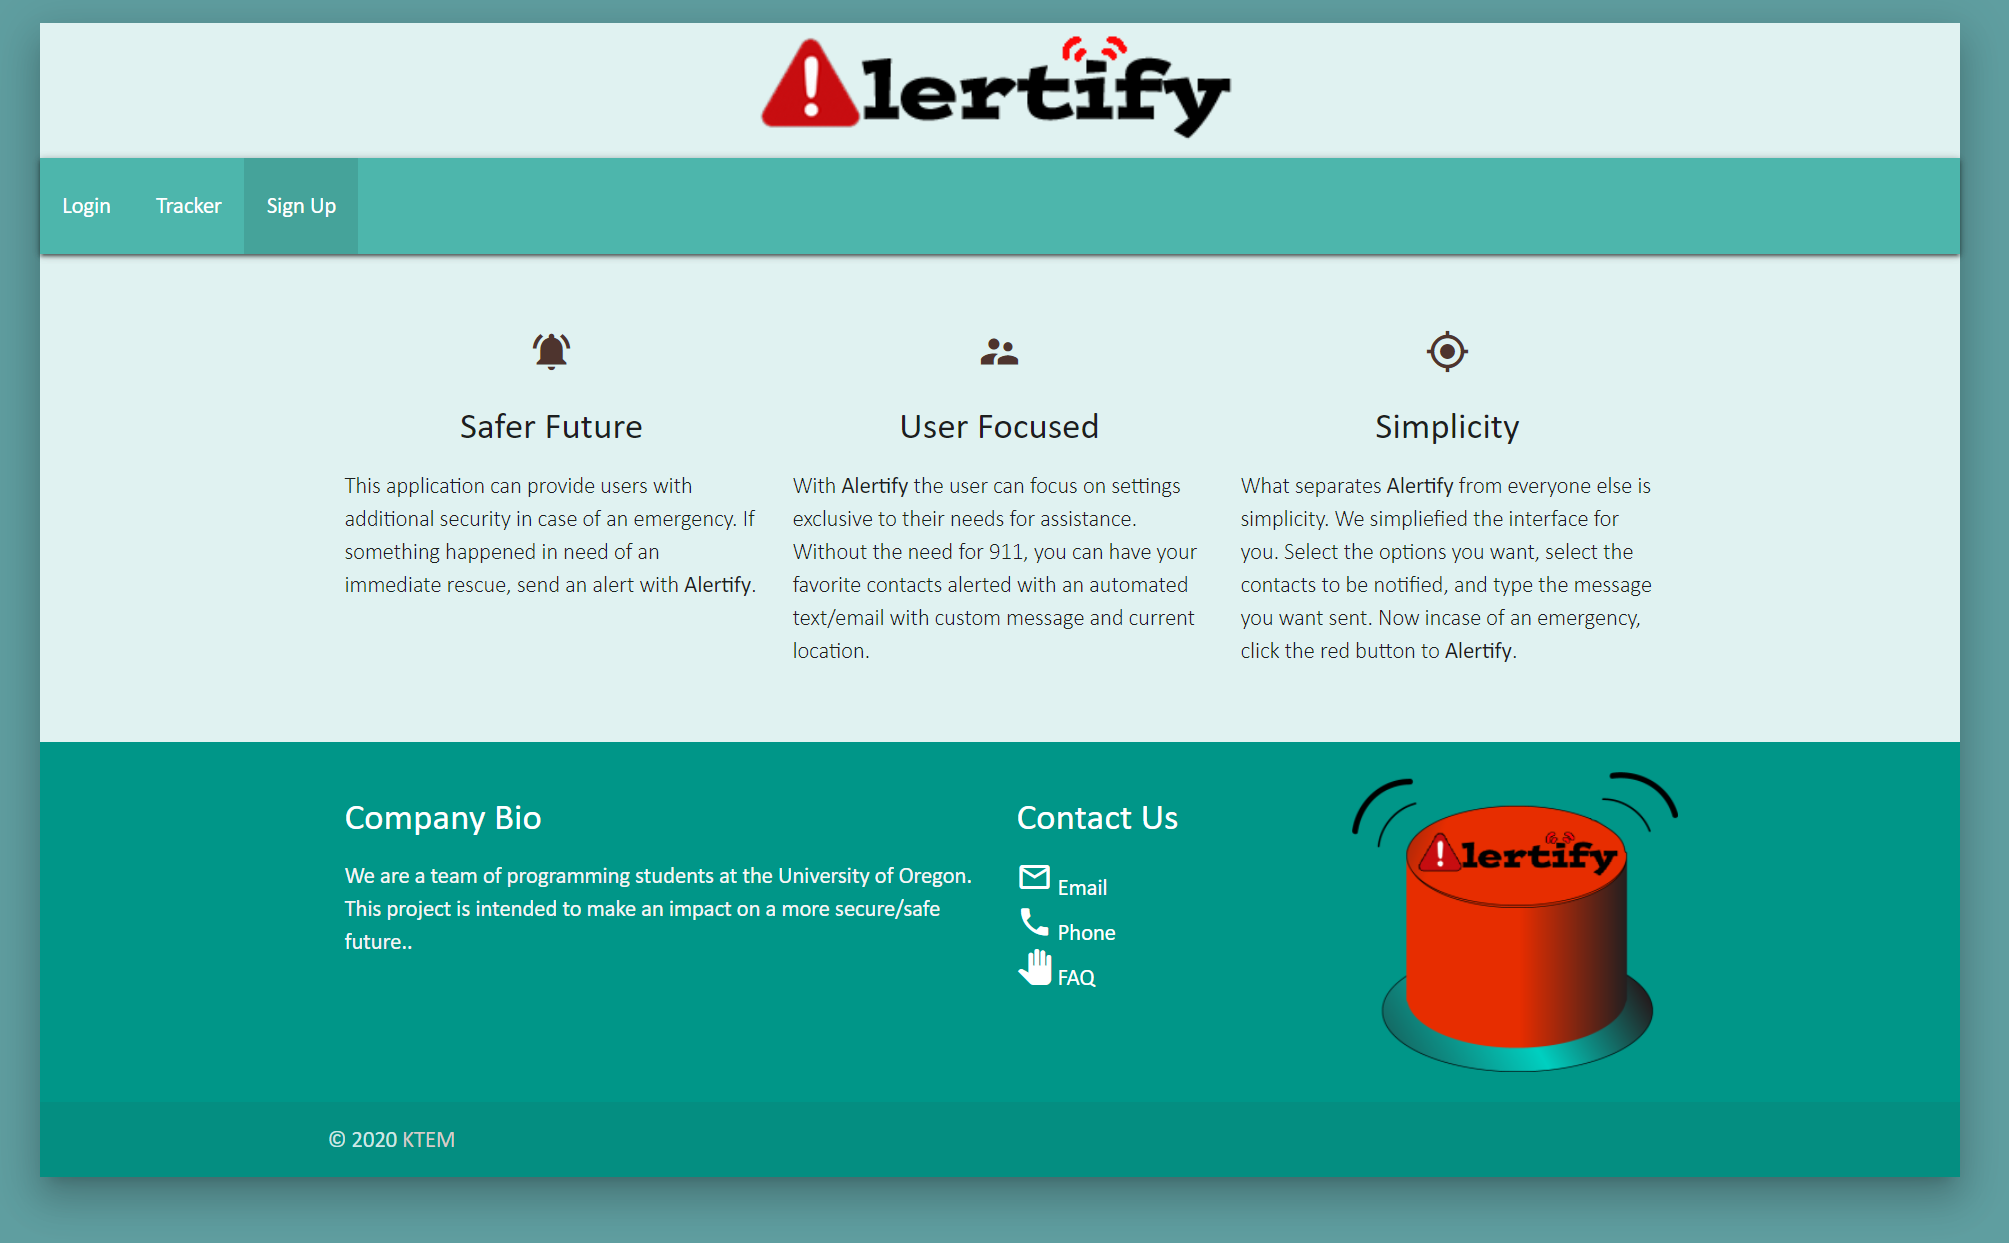 Alertify
Login Tracker Sign Up
Safer Future
This application can provide users with
additional security in case of an emergency. If
something happened in need of an
immediate rescue, send an alert with Alertify.
User Focused
With Alertify the user can focus on settings
exclusive to their needs for assistance.
Without the need for 911, you can have your
favorite contacts alerted with an automated
text/email with custom message and current
location.
Simplicity
What separates Alertify from everyone else is
simplicity. We simpliefied the interface for
you. Select the options you want, select the
contacts to be notified, and type the message
you want sent. Now incase of an emergency,
click the red button to Alertify.
Company Bio
We are a team of programming students at the University of Oregon.
This project is intended to make an impact on a more secure/safe
future..
Contact Us
Email
Phone
FAQ
Alertify
© 2020 KTEM